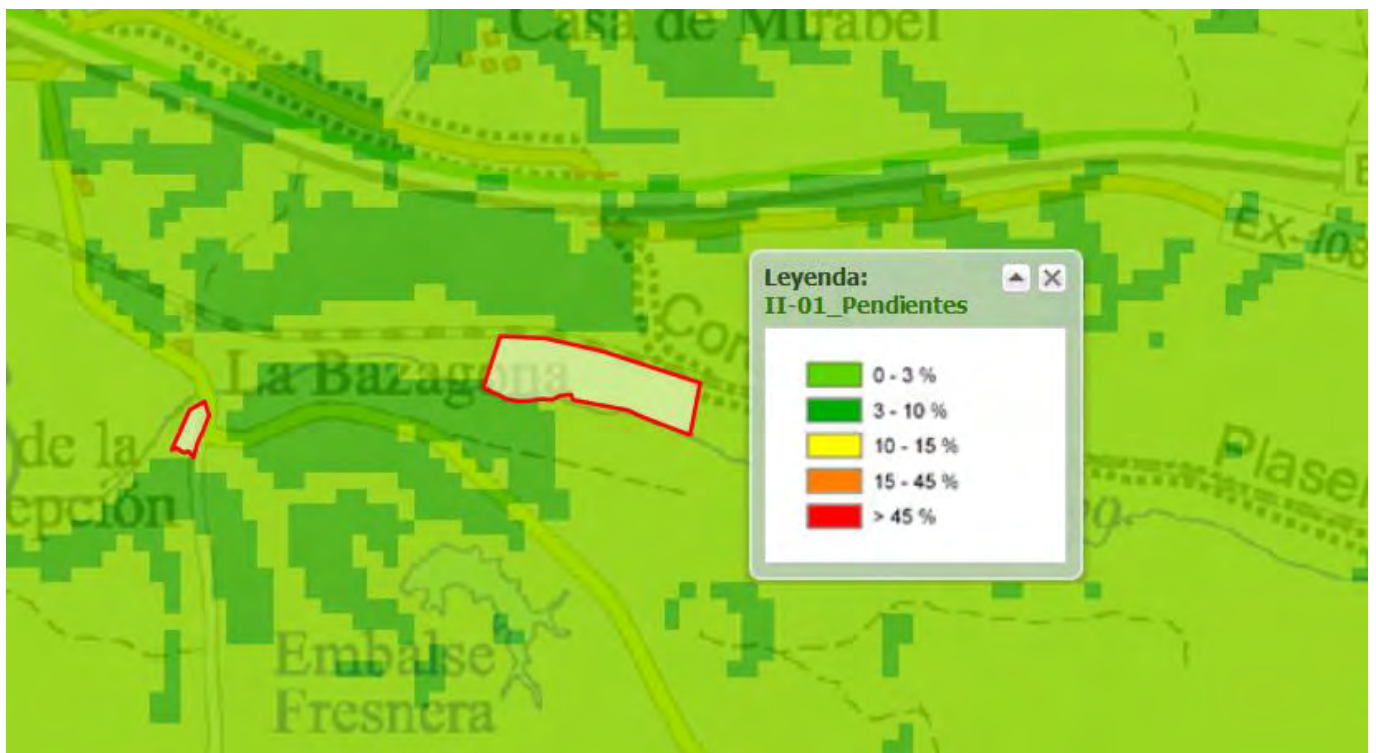 Casa de Mirabel
E
EX-108
Leyenda:
II-01_Pendientes
Cor
La Bazagona
0 - 3 %
3 - 10 %
10 - 15 %
15 - 45 %
> 45 %
de la
epción
Plasen
Embalse
Fresnera